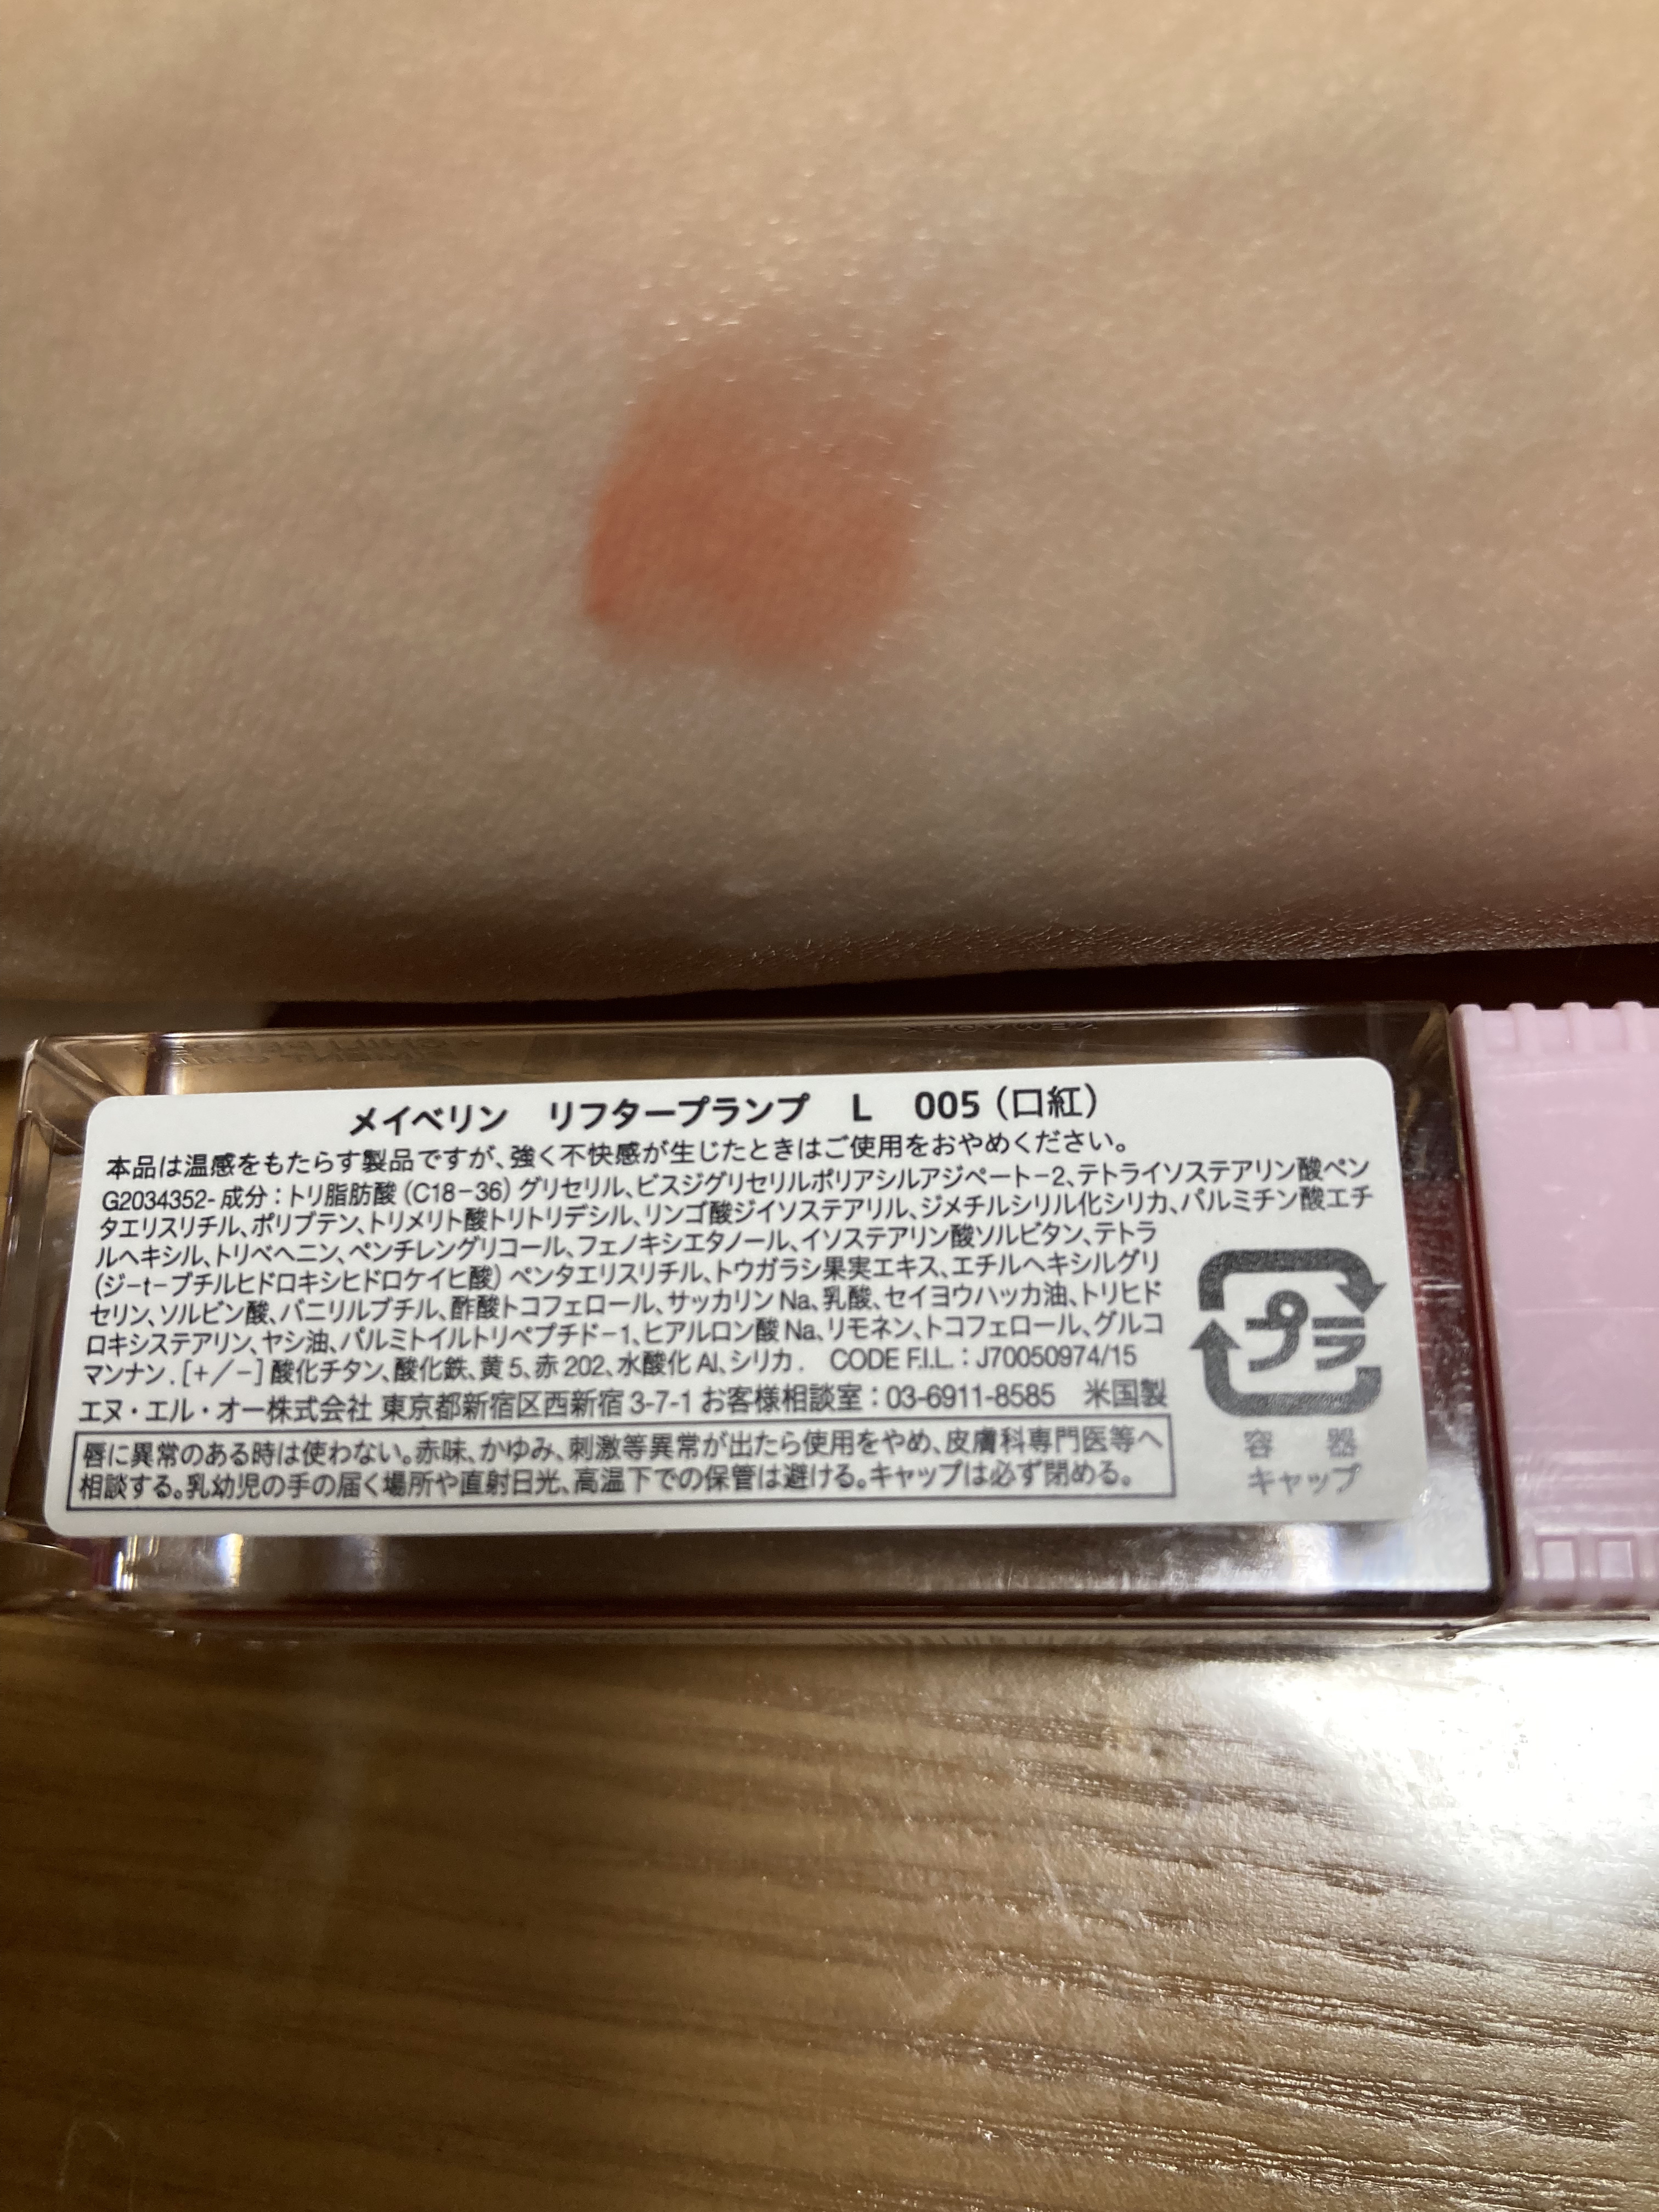 メイベリン リフタープランプ L 005（口紅）
本品は温感をもたらす製品ですが、強く不快感が生じたときはご使用をおやめください。
G2034352- 成分：トリ脂肪酸（C18-36）グリセリル、ビスジグリセリルポリアシルアジペート-2、テトライソステアリン酸ペン
タエリスリチル、ポリブテン、トリメリト酸トリトリデシル、リンゴ酸ジイソステアリル、ジメチルシリル化シリカ、パルミチン酸エチ
ルヘキシル、トリベヘニン、ペンチレングリコール、フェノキシエタノール、イソステアリン酸ソルビタン、テトラ
（ジ-t-ブチルヒドロキシヒドロケイヒ酸）ペンタエリスリチル、トウガラシ果実エキス、エチルヘキシルグリ
セリン、ソルビン酸、バニリルブチル、酢酸トコフェロール、サッカリンNa、乳酸、セイヨウハッカ油、トリヒド
ロキシステアリン、ヤシ油、パルミトイルトリペプチド-1、ヒアルロン酸Na、リモネン、トコフェロール、グルコ
マンナン．[+／-] 酸化チタン、酸化鉄、黄5、赤202、水酸化Al、シリカ． CODE F.I.L.：J70050974/15
エヌ・エル・オー株式会社 東京都新宿区西新宿3-7-1 お客様相談室：03-6911-8585 米国製
唇に異常のある時は使わない。赤味、かゆみ、刺激等異常が出たら使用をやめ、皮膚科専門医等へ
相談する。乳幼児の手の届く場所や直射日光、高温下での保管は避ける。キャップは必ず閉める。
プラ
容器
キャップ